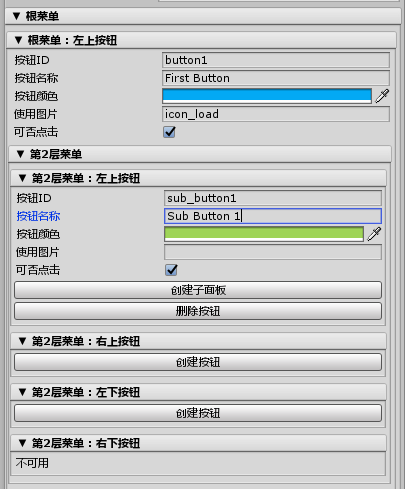 ▼ 根菜单
▼ 根菜单：左上按钮
按钮ID button1
按钮名称 First Button
按钮颜色
使用图片 icon_load
可否点击
▼ 第2层菜单
▼ 第2层菜单：左上按钮
按钮ID sub_button1
按钮名称 Sub Button 1
按钮颜色
使用图片
可否点击
创建子面板
删除按钮
▼ 第2层菜单：右上按钮
创建按钮
▼ 第2层菜单：左下按钮
创建按钮
▼ 第2层菜单：右下按钮
不可用